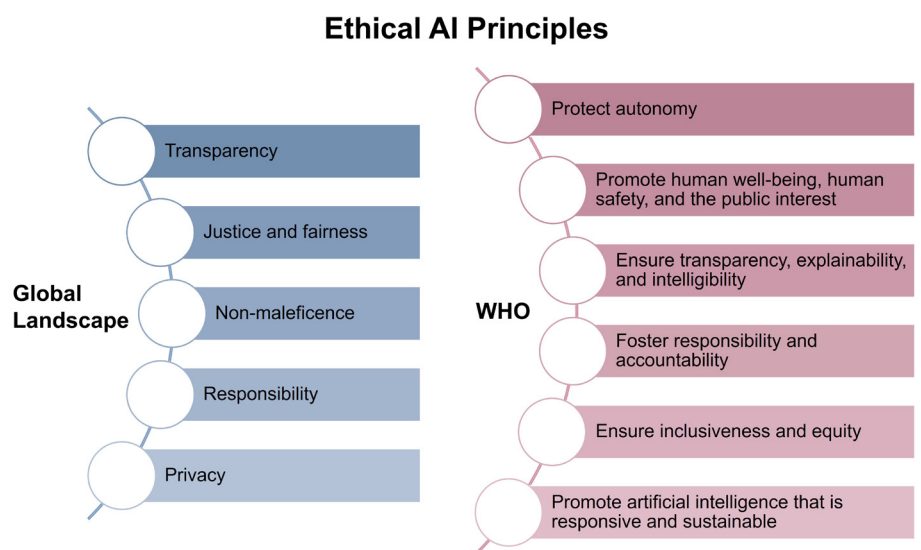 Ethical AI Principles
Global
Landscape
Transparency
Justice and fairness
Non-maleficence
Responsibility
Privacy
WHO
Protect autonomy
Promote human well-being, human
safety, and the public interest
Ensure transparency, explainability,
and intelligibility
Foster responsibility and
accountability
Ensure inclusiveness and equity
Promote artificial intelligence that is
responsive and sustainable